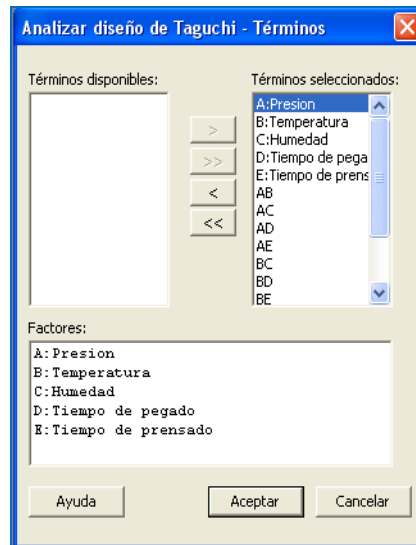 Analizar diseño de Taguchi - Términos
Términos disponibles:
Términos seleccionados:
A:Presion
B:Temperatura
C:Humedad
D:Tiempo de pega
E:Tiempo de prens
AB
AC
AD
AE
BC
BD
BE
>
>>
<
<<
Factores:
A:Presion
B:Temperatura
C:Humedad
D:Tiempo de pegado
E:Tiempo de prensado
Ayuda
Aceptar
Cancelar